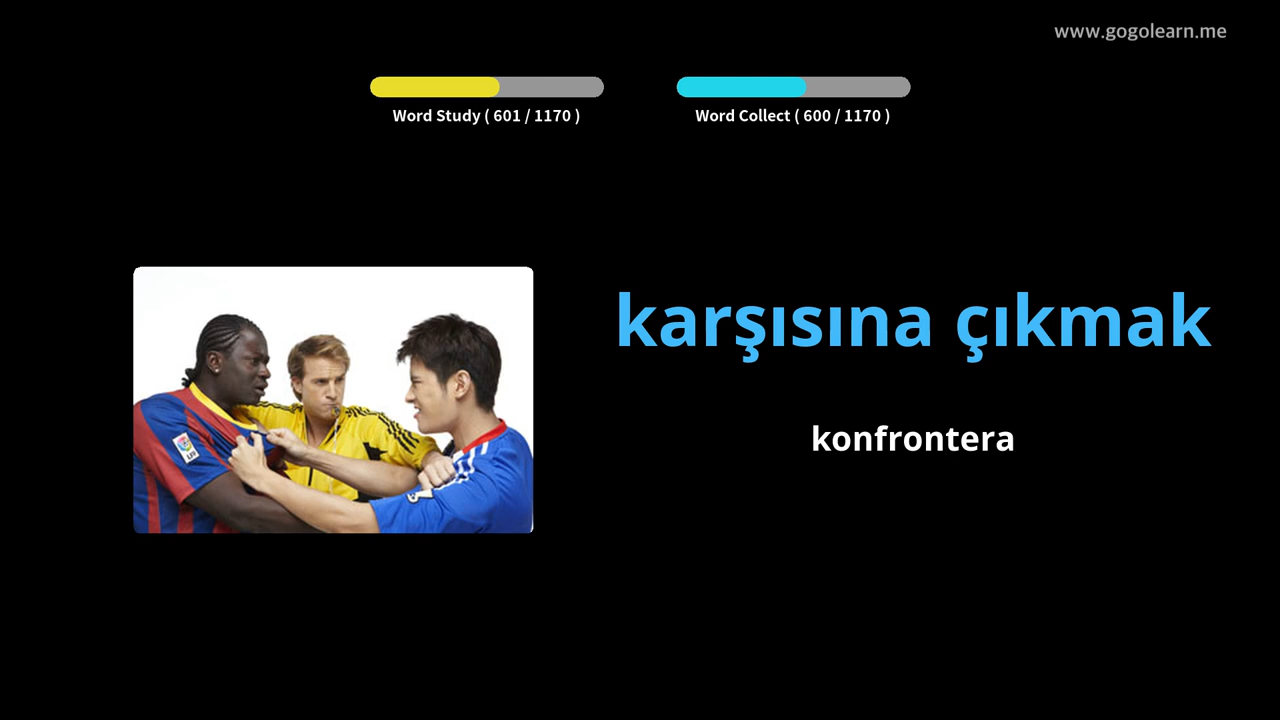 www.gogolearn.me
Word Study ( 601 / 1170 )
Word Collect ( 600 / 1170 )
karşısına çıkmak
konfrontera